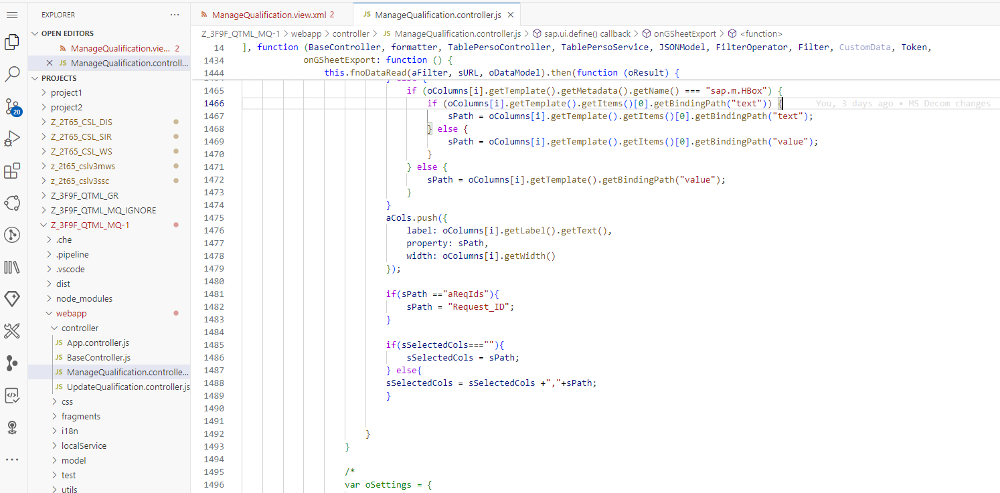 EXPLORER
OPEN EDITORS
ManageQualification.vie... 2
JS ManageQualification.controll...
PROJECTS
project1
project2
Z_2T65_CSL_DIS
Z_2T65_CSL_SIR
Z_2T65_CSL_WS
z_2t65_cslv3mws
z_2t65_cslv3ssc
Z_3F9F_QTML_GR
Z_3F9F_QTML_MQ_IGNORE
Z_3F9F_QTML_MQ-1
.che
.pipeline
.vscode
dist
node_modules
webapp
controller
JS App.controller.js
JS BaseController.js
JS ManageQualification.controlle...
JS UpdateQualification.controller.js
css
fragments
i18n
localService
model
test
utils
20
ManageQualification.view.xml 2
JS ManageQualification.controller.js
Z_3F9F_QTML_MQ-1 > webapp > controller > JS ManageQualification.controller.js > sap.ui.define() callback > onGSheetExport > <function>
14 ], function (BaseController, formatter, TablePersoController, TablePersoService, JSONModel, FilterOperator, Filter, CustomData, Token,
1434 onGSheetExport: function () {
1444 this.fnoDataRead(aFilter, sURL, oDataModel).then(function (oResult) {
1465 if (oColumns[i].getTemplate().getMetadata().getName() === "sap.m.HBox") {
1466 if (oColumns[i].getTemplate().getItems()[0].getBindingPath("text")) { You, 3 days ago • MS Decom changes
1467 sPath = oColumns[i].getTemplate().getItems()[0].getBindingPath("text");
1468 } else {
1469 sPath = oColumns[i].getTemplate().getItems()[0].getBindingPath("value");
1470 }
1471 } else {
1472 sPath = oColumns[i].getTemplate().getBindingPath("value");
1473 }
1474 }
1475 aCols.push({
1476 label: oColumns[i].getLabel().getText(),
1477 property: sPath,
1478 width: oColumns[i].getWidth()
1479 });
1480
1481 if(sPath =="aReqIds"){
1482 sPath = "Request_ID";
1483 }
1484
1485 if(sSelectedCols===""){
1486 sSelectedCols = sPath;
1487 } else{
1488 sSelectedCols = sSelectedCols +","+sPath;
1489 }
1490
1491
1492 }
1493 }
1494
1495 /*
1496 var oSettings = {